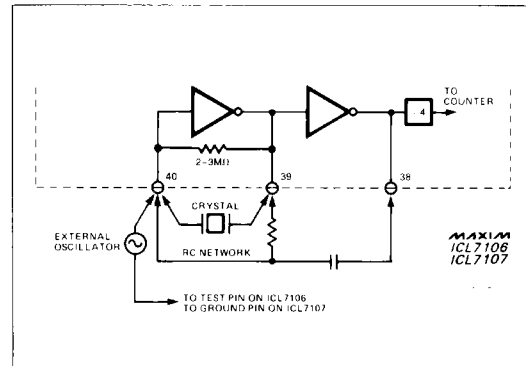 TO
COUNTER
4
2–3MΩ
40
39
38
CRYSTAL
EXTERNAL
OSCILLATOR
RC NETWORK
MAXIM
ICL7106
ICL7107
TO TEST PIN ON ICL7106
TO GROUND PIN ON ICL7107